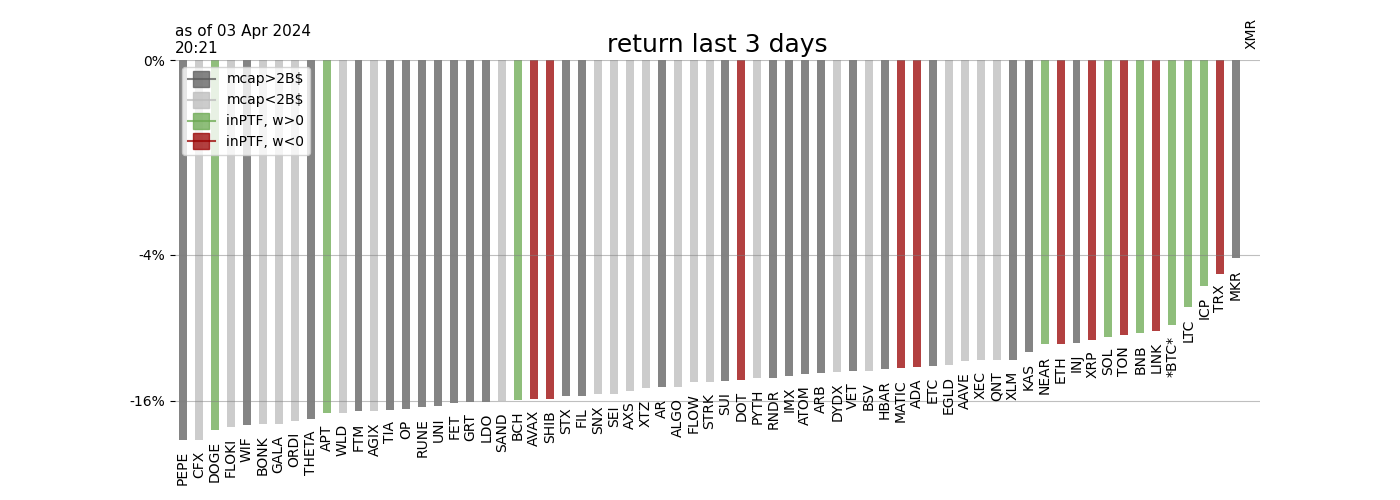 as of 03 Apr 2024
20:21
return last 3 days
XMR
0%
mcap>2B$
mcap<2B$
inPTF, w>0
inPTF, w<0
-4%
-16%
PEPE
CFX
DOGE
FLOKI
WIF
BONK
GALA
ORDI
THETA
APT
WLD
FTM
AGIX
TIA
OP
RUNE
UNI
FET
GRT
LDO
SAND
BCH
AVAX
SHIB
STX
FIL
SNX
SEI
AXS
XTZ
AR
ALGO
FLOW
STRK
SUI
DOT
PYTH
RNDR
IMX
ATOM
ARB
DYDX
VET
BSV
HBAR
MATIC
ADA
ETC
EGLD
AAVE
XEC
QNT
XLM
KAS
NEAR
ETH
INJ
XRP
SOL
TON
BNB
LINK
*BTC*
LTC
ICP
TRX
MKR